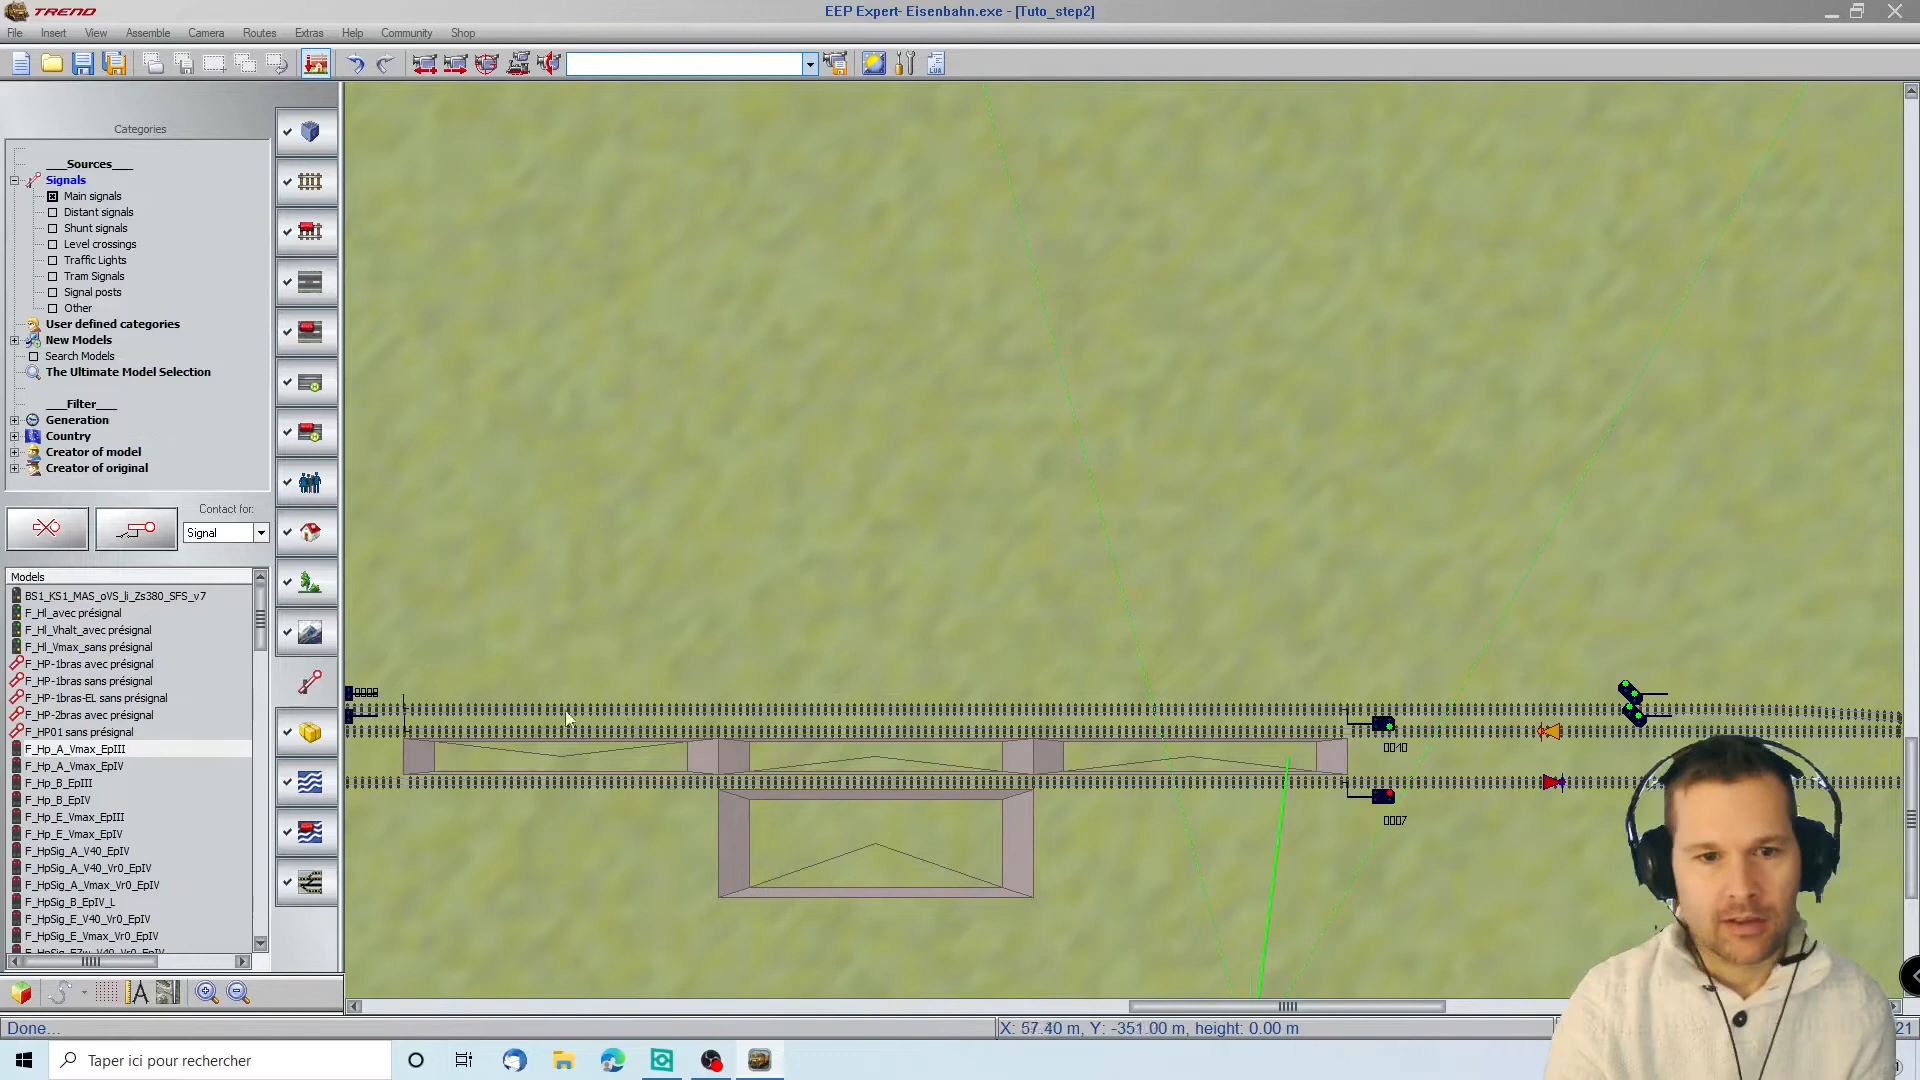 TREND
EEP Expert- Eisenbahn.exe - [Tuto_step2]
File Insert View Assemble Camera Routes Extras Help Community Shop
LUA
Categories
___Sources___
Signals
Main signals
Distant signals
Shunt signals
Level crossings
Traffic Lights
Tram Signals
Signal posts
Other
User defined categories
New Models
Search Models
The Ultimate Model Selection
___Filter___
Generation
Country
Creator of model
Creator of original
Contact for:
Signal
Models
BS1_KS1_MAS_oVS_li_Zs380_SFS_v7
F_Hl_avec présignal
F_Hl_Vhalt_avec présignal
F_Hl_Vmax_sans présignal
F_HP-1bras avec présignal
F_HP-1bras sans présignal
F_HP-1bras-EL sans présignal
F_HP-2bras avec présignal
F_HP01 sans présignal
F_Hp_A_Vmax_EpIII
F_Hp_A_Vmax_EpIV
F_Hp_B_EpIII
F_Hp_B_EpIV
F_Hp_E_Vmax_EpIII
F_Hp_E_Vmax_EpIV
F_HpSig_A_V40_EpIV
F_HpSig_A_V40_Vr0_EpIV
F_HpSig_A_Vmax_Vr0_EpIV
F_HpSig_B_EpIV_L
F_HpSig_E_V40_Vr0_EpIV
F_HpSig_E_Vmax_Vr0_EpIV
F_HpSig_EZw_V40_Vr0_EpIV
0010
0007
Done...
X: 57.40 m, Y: -351.00 m, height: 0.00 m
21
Taper ici pour rechercher